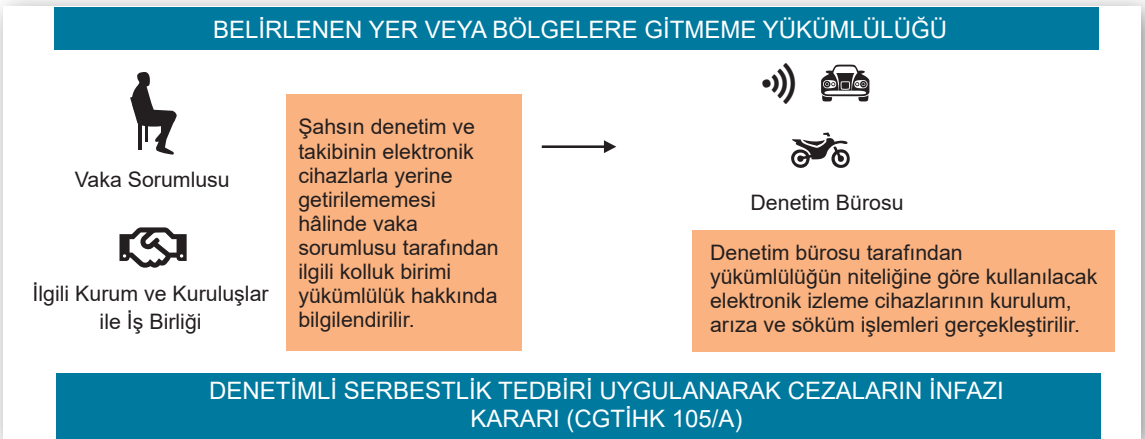 BELİRLENEN YER VEYA BÖLGELERE GİTMEME YÜKÜMLÜLÜĞÜ
Vaka Sorumlusu
İlgili Kurum ve Kuruluşlar
ile İş Birliği
Şahsın denetim ve
takibinin elektronik
cihazlarla yerine
getirilememesi
hâlinde vaka
sorumlusu tarafından
ilgili kolluk birimi
yükümlülük hakkında
bilgilendirilir.
Denetim Bürosu
Denetim bürosu tarafından
yükümlülüğün niteliğine göre kullanılacak
elektronik izleme cihazlarının kurulum,
arıza ve söküm işlemleri gerçekleştirilir.
DENETİMLİ SERBESTLİK TEDBİRİ UYGULANARAK CEZALARIN İNFAZI
KARARI (CGTİHK 105/A)